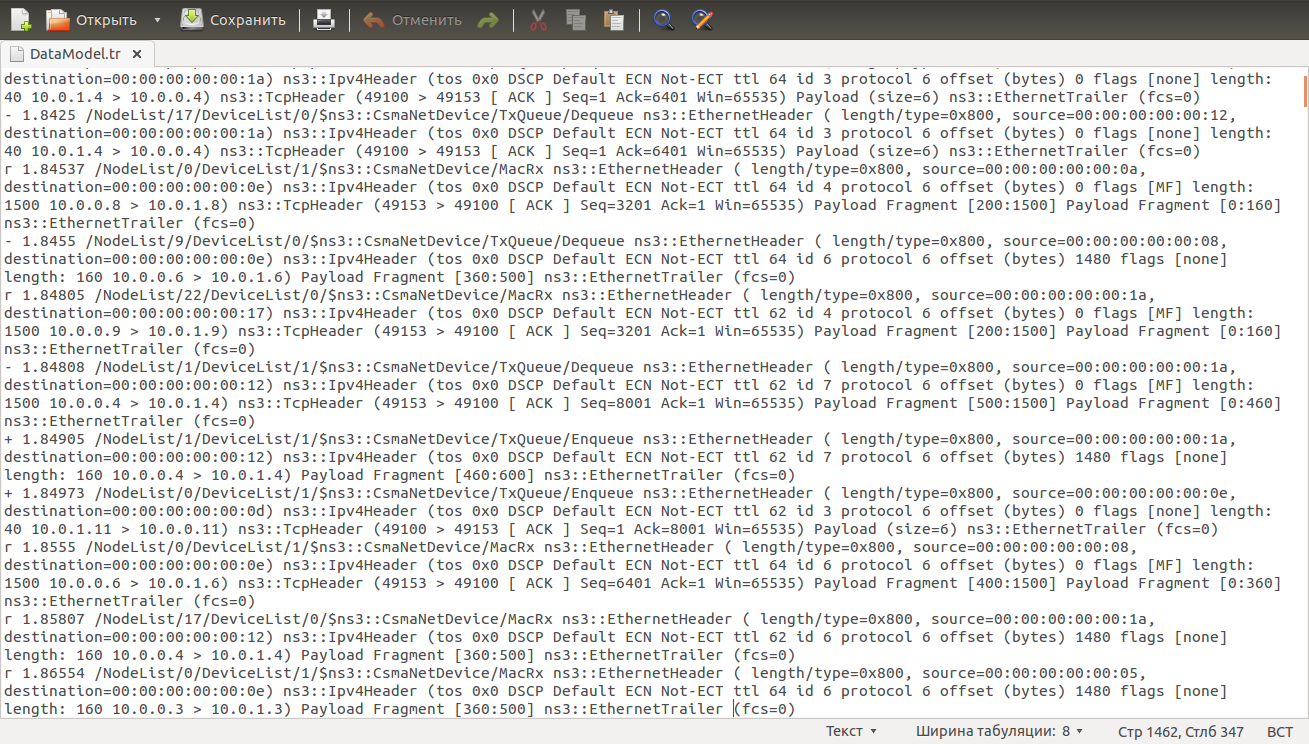 Открыть
Сохранить
Отменить
DataModel.tr
destination=00:00:00:00:00:1a) ns3::Ipv4Header (tos 0x0 DSCP Default ECN Not-ECT ttl 64 id 3 protocol 6 offset (bytes) 0 flags [none] length:
40 10.0.1.4 > 10.0.0.4) ns3::TcpHeader (49100 > 49153 [ ACK ] Seq=1 Ack=6401 Win=65535) Payload (size=6) ns3::EthernetTrailer (fcs=0)
- 1.8425 /NodeList/17/DeviceList/0/$ns3::CsmaNetDevice/TxQueue/Dequeue ns3::EthernetHeader ( length/type=0x800, source=00:00:00:00:00:12,
destination=00:00:00:00:00:1a) ns3::Ipv4Header (tos 0x0 DSCP Default ECN Not-ECT ttl 64 id 3 protocol 6 offset (bytes) 0 flags [none] length:
40 10.0.1.4 > 10.0.0.4) ns3::TcpHeader (49100 > 49153 [ ACK ] Seq=1 Ack=6401 Win=65535) Payload (size=6) ns3::EthernetTrailer (fcs=0)
r 1.84537 /NodeList/0/DeviceList/1/$ns3::CsmaNetDevice/MacRx ns3::EthernetHeader ( length/type=0x800, source=00:00:00:00:00:0a,
destination=00:00:00:00:00:0e) ns3::Ipv4Header (tos 0x0 DSCP Default ECN Not-ECT ttl 64 id 4 protocol 6 offset (bytes) 0 flags [MF] length:
1500 10.0.0.8 > 10.0.1.8) ns3::TcpHeader (49153 > 49100 [ ACK ] Seq=3201 Ack=1 Win=65535) Payload Fragment [200:1500] Payload Fragment [0:160]
ns3::EthernetTrailer (fcs=0)
- 1.8455 /NodeList/9/DeviceList/0/$ns3::CsmaNetDevice/TxQueue/Dequeue ns3::EthernetHeader ( length/type=0x800, source=00:00:00:00:00:08,
destination=00:00:00:00:00:0e) ns3::Ipv4Header (tos 0x0 DSCP Default ECN Not-ECT ttl 64 id 6 protocol 6 offset (bytes) 1480 flags [none]
length: 160 10.0.0.6 > 10.0.1.6) Payload Fragment [360:500] ns3::EthernetTrailer (fcs=0)
r 1.84805 /NodeList/22/DeviceList/0/$ns3::CsmaNetDevice/MacRx ns3::EthernetHeader ( length/type=0x800, source=00:00:00:00:00:1a,
destination=00:00:00:00:00:17) ns3::Ipv4Header (tos 0x0 DSCP Default ECN Not-ECT ttl 62 id 4 protocol 6 offset (bytes) 0 flags [MF] length:
1500 10.0.0.9 > 10.0.1.9) ns3::TcpHeader (49153 > 49100 [ ACK ] Seq=3201 Ack=1 Win=65535) Payload Fragment [200:1500] Payload Fragment [0:160]
ns3::EthernetTrailer (fcs=0)
- 1.84808 /NodeList/1/DeviceList/1/$ns3::CsmaNetDevice/TxQueue/Dequeue ns3::EthernetHeader ( length/type=0x800, source=00:00:00:00:00:1a,
destination=00:00:00:00:00:12) ns3::Ipv4Header (tos 0x0 DSCP Default ECN Not-ECT ttl 62 id 7 protocol 6 offset (bytes) 0 flags [MF] length:
1500 10.0.0.4 > 10.0.1.4) ns3::TcpHeader (49153 > 49100 [ ACK ] Seq=8001 Ack=1 Win=65535) Payload Fragment [500:1500] Payload Fragment [0:460]
ns3::EthernetTrailer (fcs=0)
+ 1.84905 /NodeList/1/DeviceList/1/$ns3::CsmaNetDevice/TxQueue/Enqueue ns3::EthernetHeader ( length/type=0x800, source=00:00:00:00:00:1a,
destination=00:00:00:00:00:12) ns3::Ipv4Header (tos 0x0 DSCP Default ECN Not-ECT ttl 62 id 7 protocol 6 offset (bytes) 1480 flags [none]
length: 160 10.0.0.4 > 10.0.1.4) Payload Fragment [460:600] ns3::EthernetTrailer (fcs=0)
+ 1.84973 /NodeList/0/DeviceList/1/$ns3::CsmaNetDevice/TxQueue/Enqueue ns3::EthernetHeader ( length/type=0x800, source=00:00:00:00:00:0e,
destination=00:00:00:00:00:0d) ns3::Ipv4Header (tos 0x0 DSCP Default ECN Not-ECT ttl 62 id 3 protocol 6 offset (bytes) 0 flags [none] length:
40 10.0.1.11 > 10.0.0.11) ns3::TcpHeader (49100 > 49153 [ ACK ] Seq=1 Ack=8001 Win=65535) Payload (size=6) ns3::EthernetTrailer (fcs=0)
r 1.8555 /NodeList/0/DeviceList/1/$ns3::CsmaNetDevice/MacRx ns3::EthernetHeader ( length/type=0x800, source=00:00:00:00:00:08,
destination=00:00:00:00:00:0e) ns3::Ipv4Header (tos 0x0 DSCP Default ECN Not-ECT ttl 64 id 6 protocol 6 offset (bytes) 0 flags [MF] length:
1500 10.0.0.6 > 10.0.1.6) ns3::TcpHeader (49153 > 49100 [ ACK ] Seq=6401 Ack=1 Win=65535) Payload Fragment [400:1500] Payload Fragment [0:360]
ns3::EthernetTrailer (fcs=0)
r 1.85807 /NodeList/17/DeviceList/0/$ns3::CsmaNetDevice/MacRx ns3::EthernetHeader ( length/type=0x800, source=00:00:00:00:00:1a,
destination=00:00:00:00:00:12) ns3::Ipv4Header (tos 0x0 DSCP Default ECN Not-ECT ttl 62 id 6 protocol 6 offset (bytes) 1480 flags [none]
length: 160 10.0.0.4 > 10.0.1.4) Payload Fragment [360:500] ns3::EthernetTrailer (fcs=0)
r 1.86554 /NodeList/0/DeviceList/1/$ns3::CsmaNetDevice/MacRx ns3::EthernetHeader ( length/type=0x800, source=00:00:00:00:00:05,
destination=00:00:00:00:00:0e) ns3::Ipv4Header (tos 0x0 DSCP Default ECN Not-ECT ttl 64 id 6 protocol 6 offset (bytes) 1480 flags [none]
length: 160 10.0.0.3 > 10.0.1.3) Payload Fragment [360:500] ns3::EthernetTrailer (fcs=0)
Текст
Ширина табуляции: 8
Стр 1462, Стлб 347
ВСТ